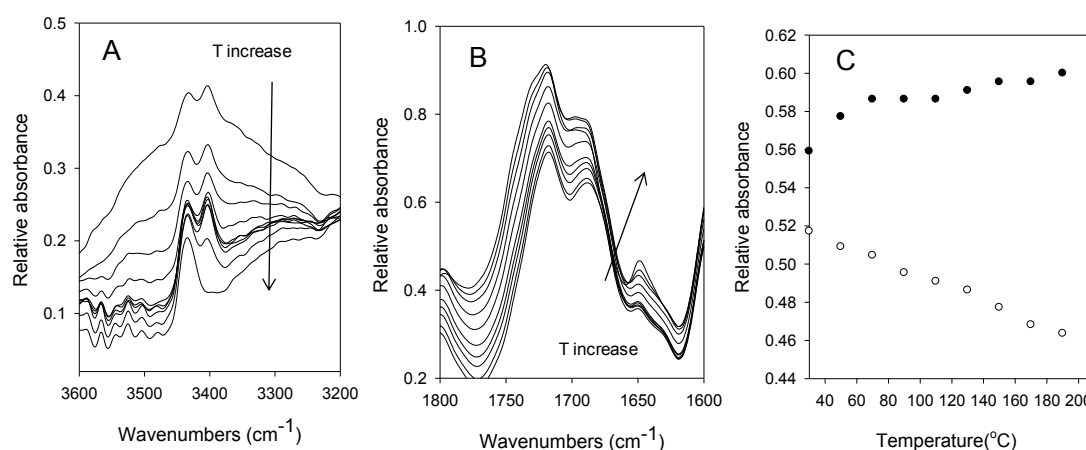 A
T increase
Relative absorbance
0.5
0.4
0.3
0.2
0.1
3600 3500 3400 3300 3200
Wavenumbers (cm-1)
B
T increase
Relative absorbance
1.0
0.8
0.6
0.4
0.2
1800 1750 1700 1650 1600
Wavenumbers (cm-1)
C
Relative absorbance
0.62
0.60
0.58
0.56
0.54
0.52
0.50
0.48
0.46
0.44
40 60 80 100 120 140 160 180 200
Temperature(oC)